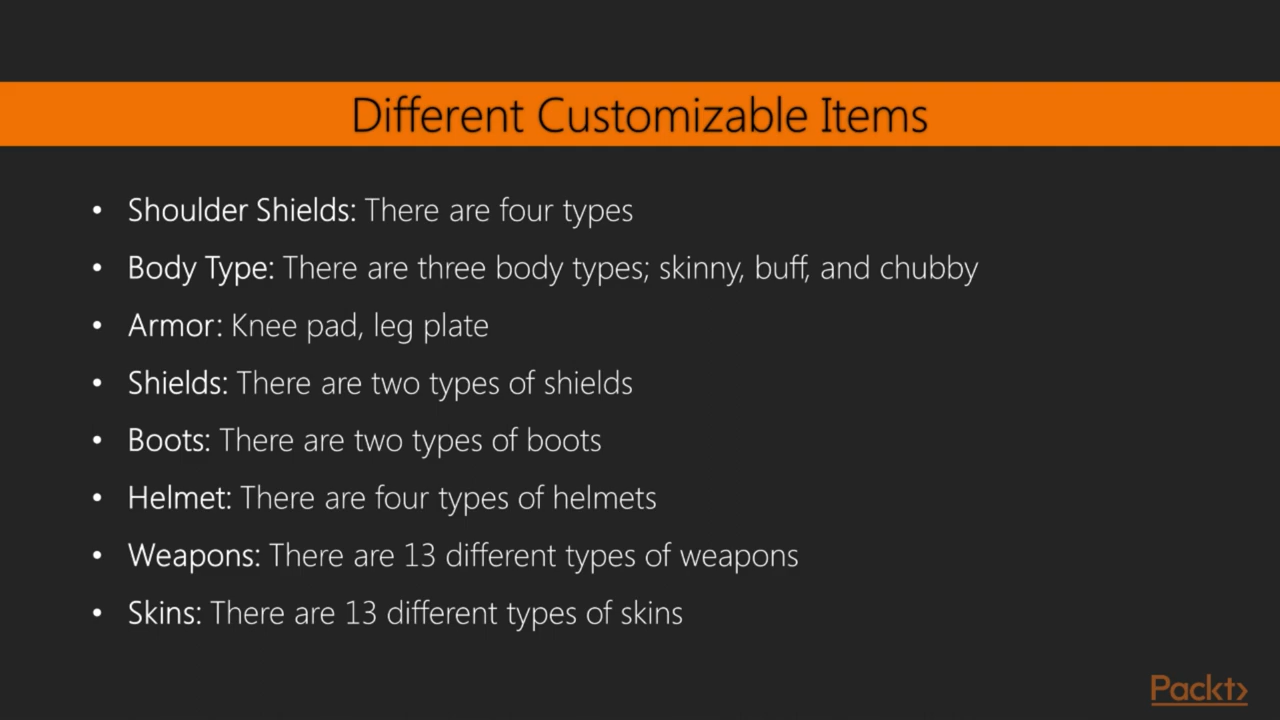 Different Customizable Items
• Shoulder Shields: There are four types
• Body Type: There are three body types; skinny, buff, and chubby
• Armor: Knee pad, leg plate
• Shields: There are two types of shields
• Boots: There are two types of boots
• Helmet: There are four types of helmets
• Weapons: There are 13 different types of weapons
• Skins: There are 13 different types of skins
Packt>